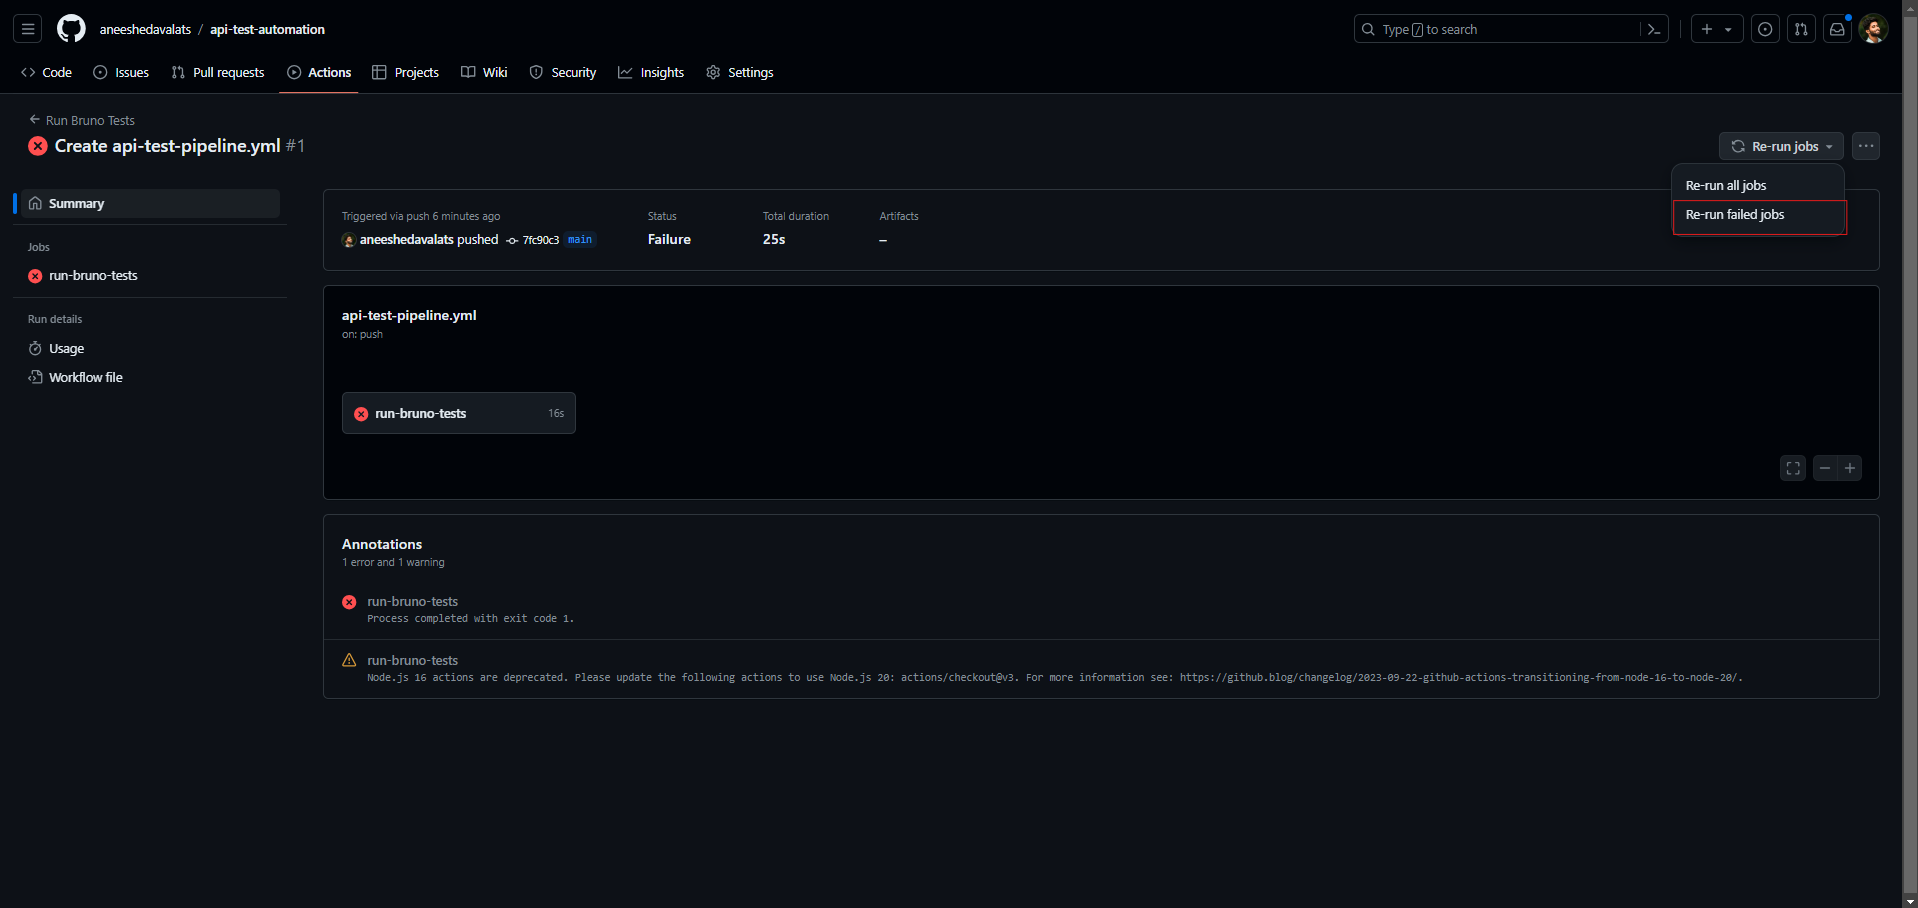 aneeshedavalats / api-test-automation
Type / to search
Code Issues Pull requests Actions Projects Wiki Security Insights Settings
Run Bruno Tests
Create api-test-pipeline.yml #1
Re-run jobs
Re-run all jobs
Re-run failed jobs
Summary
Jobs
run-bruno-tests
Run details
Usage
Workflow file
Triggered via push 6 minutes ago
aneeshedavalats pushed 7fc90c3 main
Status
Failure
Total duration
25s
Artifacts
–
api-test-pipeline.yml
on: push
run-bruno-tests 16s
Annotations
1 error and 1 warning
run-bruno-tests
Process completed with exit code 1.
run-bruno-tests
Node.js 16 actions are deprecated. Please update the following actions to use Node.js 20: actions/checkout@v3. For more information see: https://github.blog/changelog/2023-09-22-github-actions-transitioning-from-node-16-to-node-20/.